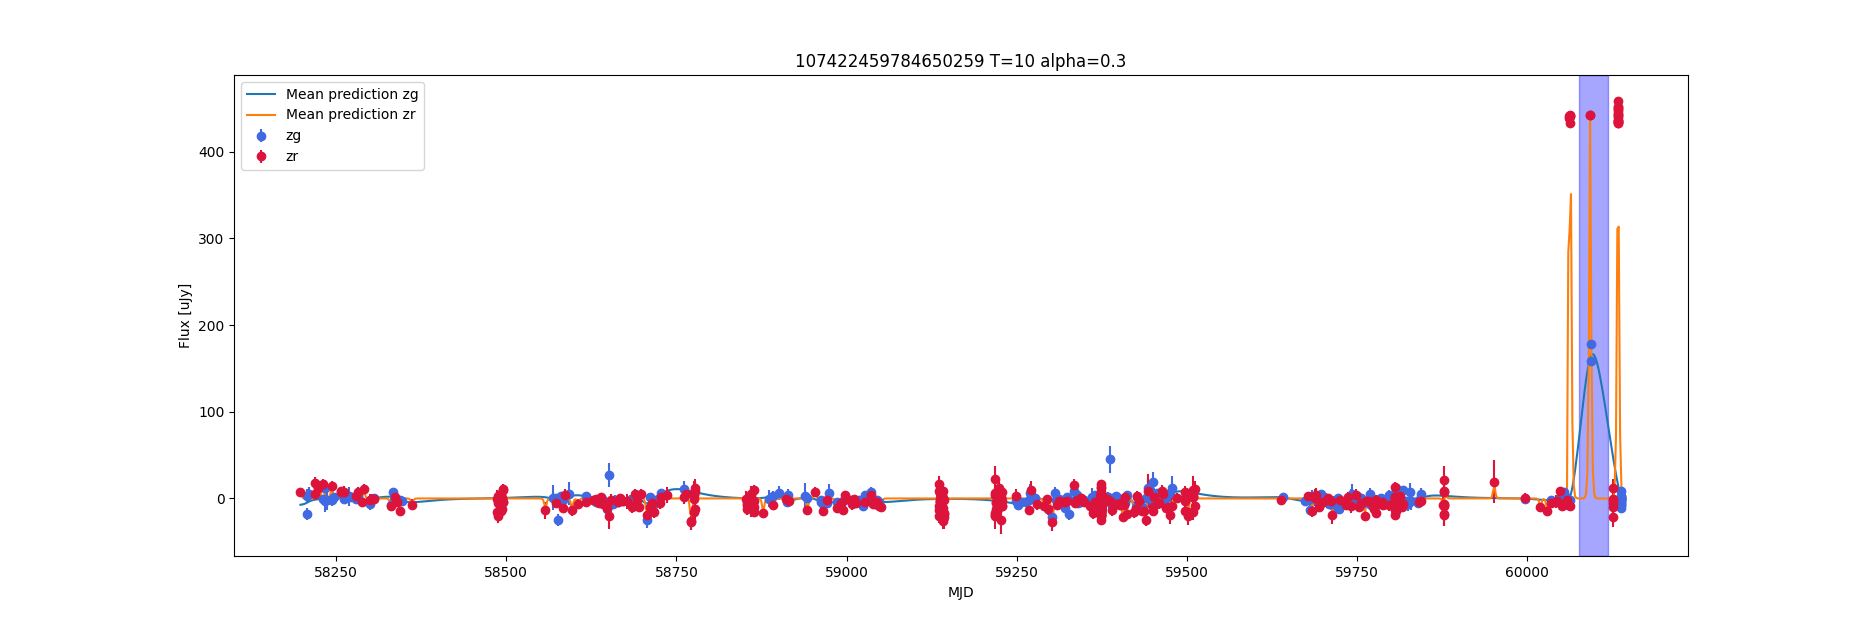 107422459784650259 T=10 alpha=0.3
Mean prediction zg
Mean prediction zr
zg
zr
Flux [uJy]
400
300
200
100
0
58250 58500 58750 59000 59250 59500 59750 60000
MJD